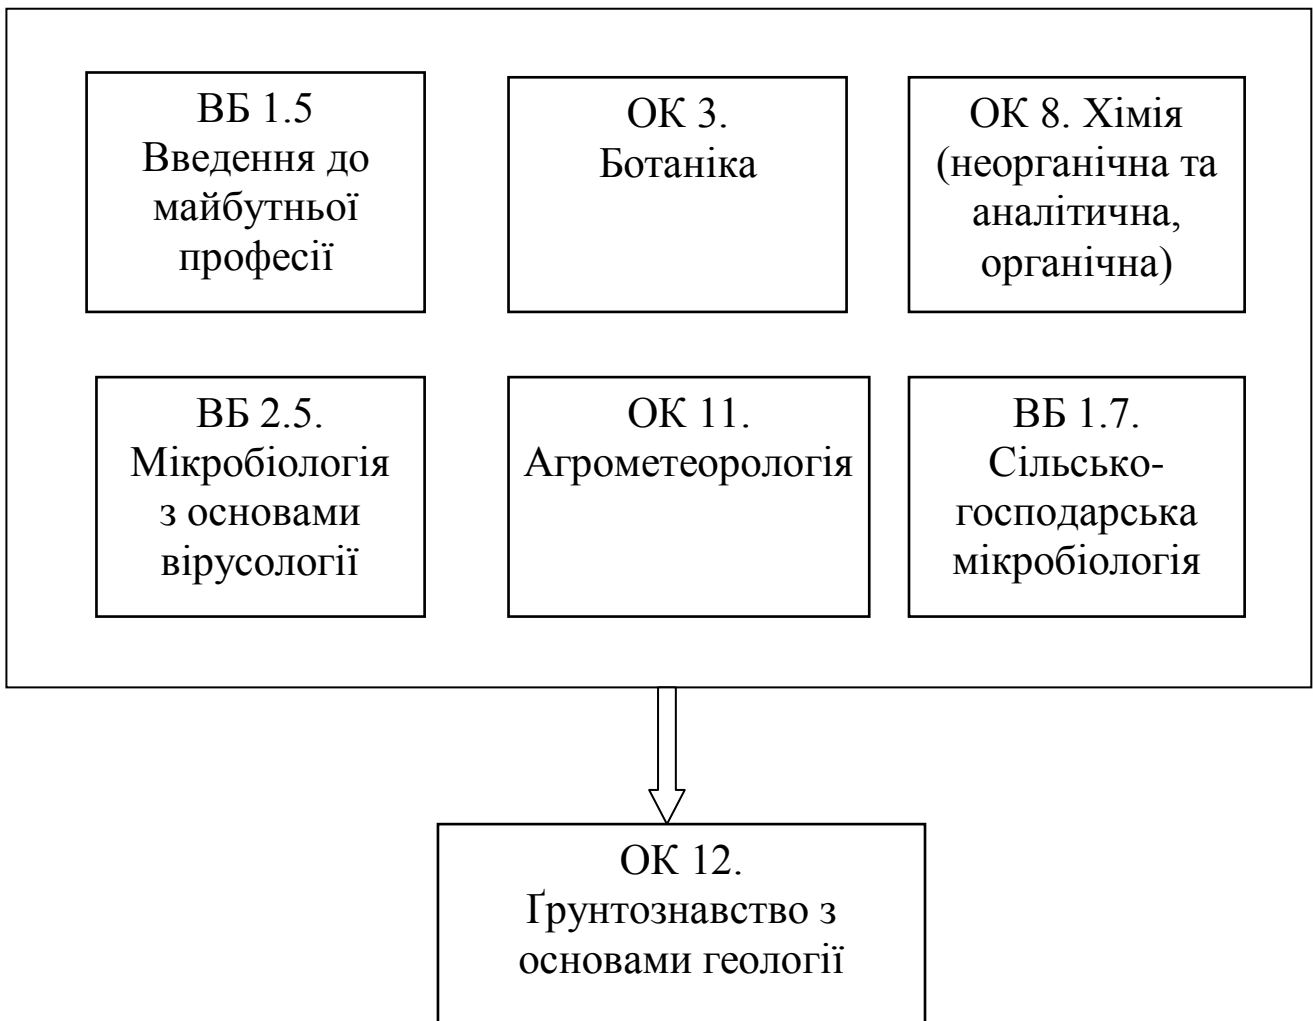 ВБ 1.5
Введення до
майбутньої
професії
ОК 3.
Ботаніка
ОК 8. Хімія
(неорганічна та
аналітична,
органічна)
ВБ 2.5.
Мікробіологія
з основами
вірусології
ОК 11.
Агрометеорологія
ВБ 1.7.
Сільсько-
господарська
мікробіологія
ОК 12.
Ґрунтознавство з
основами геології